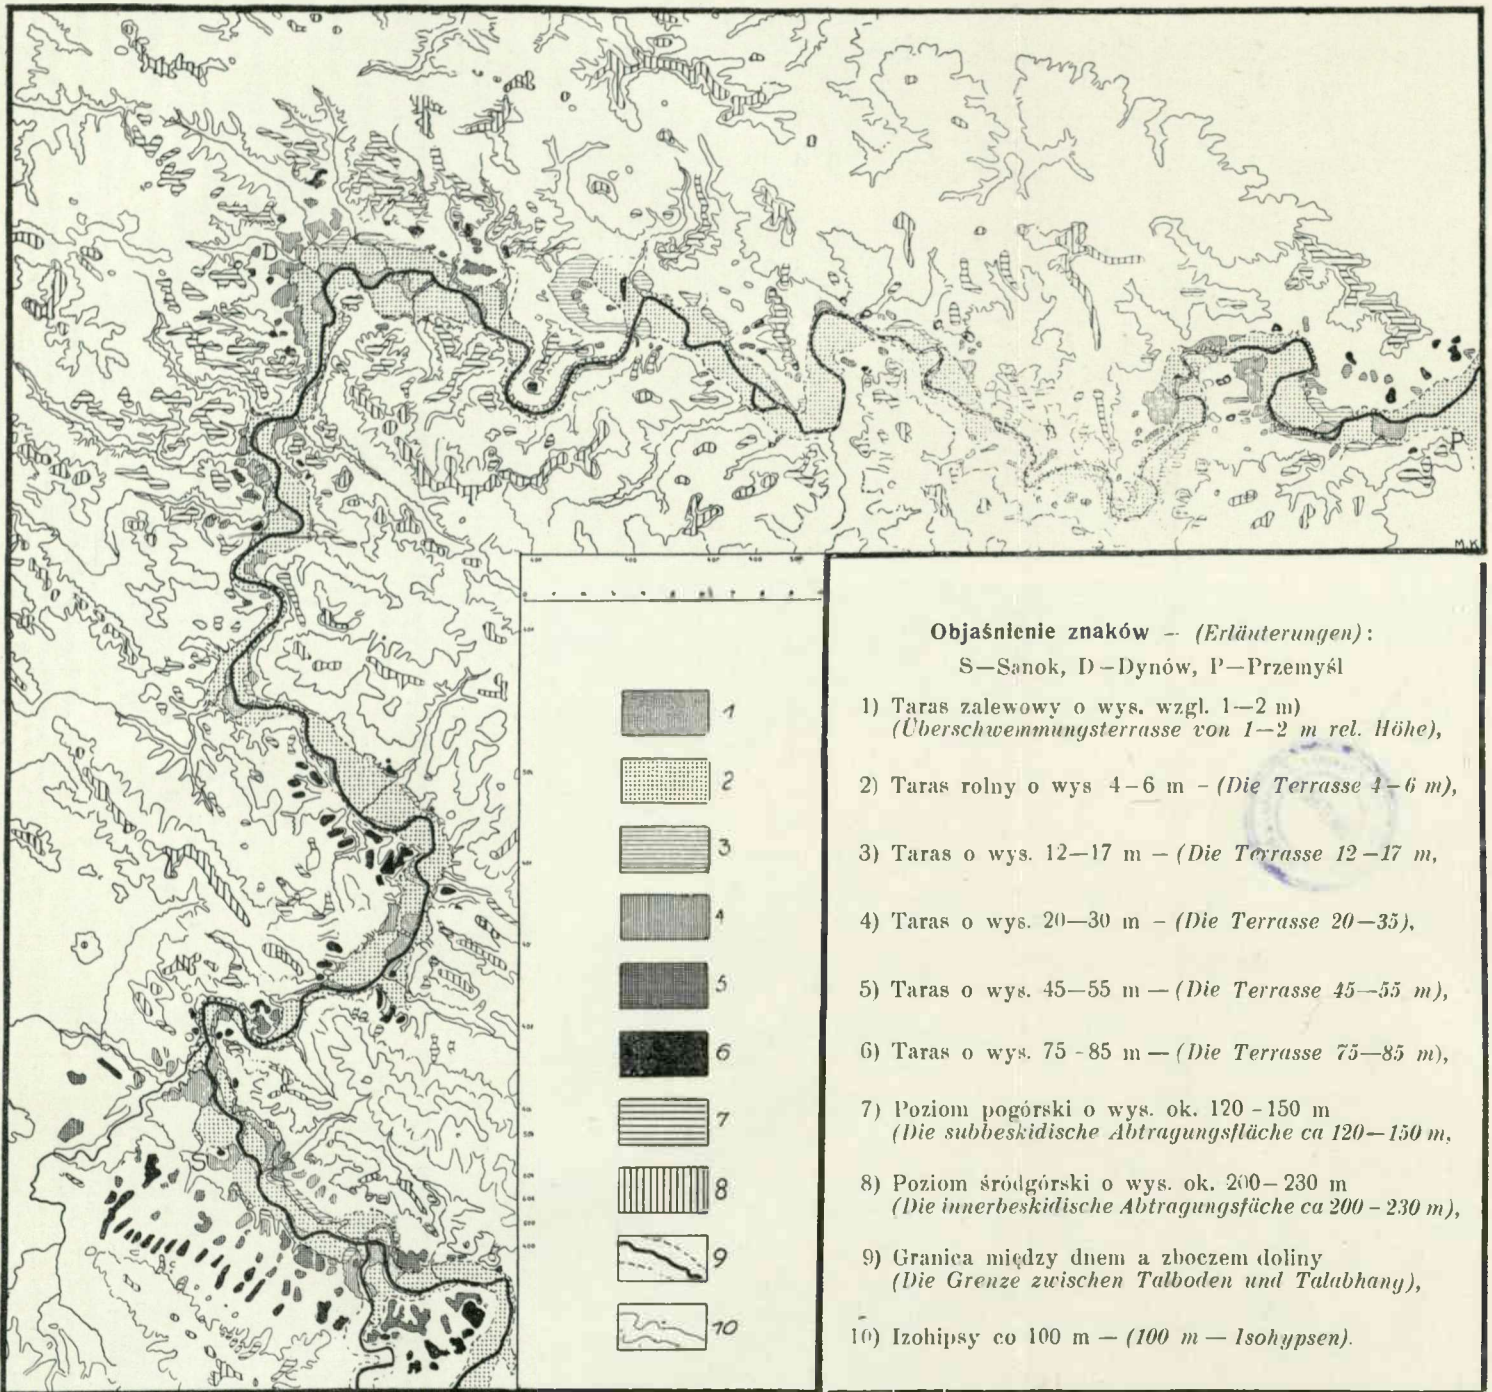 D
P
M.K.
S
1
2
3
4
5
6
7
8
9
10
Objaśnienie znaków — (Erläuterungen):
S—Sanok, D—Dynów, P—Przemyśl
1) Taras zalewowy o wys. wzgl. 1—2 m)
(Überschwemmungsterrasse von 1—2 m rel. Höhe),
2) Taras rolny o wys 4-6 m - (Die Terrasse 4-6 m),
3) Taras o wys. 12—17 m — (Die Terrasse 12—17 m,
4) Taras o wys. 20—30 m - (Die Terrasse 20—35),
5) Taras o wys. 45—55 m — (Die Terrasse 45—55 m),
6) Taras o wys. 75-85 m — (Die Terrasse 75—85 m),
7) Poziom pogórski o wys. ok. 120-150 m
(Die subbeskidische Abtragungsfläche ca 120—150 m,
8) Poziom śródgórski o wys. ok. 200—230 m
(Die innerbeskidische Abtragungsfäche ca 200-230 m),
9) Granica między dnem a zboczem doliny
(Die Grenze zwischen Talboden und Talabhang),
10) Izohipsy co 100 m — (100 m — Isohypsen).